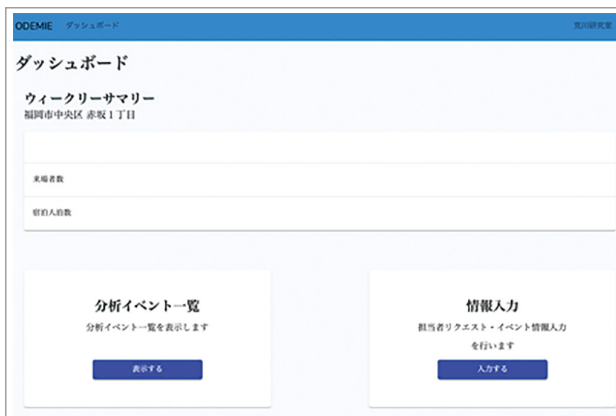 ODEMIE ダッシュボード 荒川研究室
ダッシュボード
ウィークリーサマリー
福岡市中央区 赤坂1丁目
来場者数
宿泊人泊数
分析イベント一覧
分析イベント一覧を表示します
表示する
情報入力
担当者リクエスト・イベント情報入力
を行います
入力する